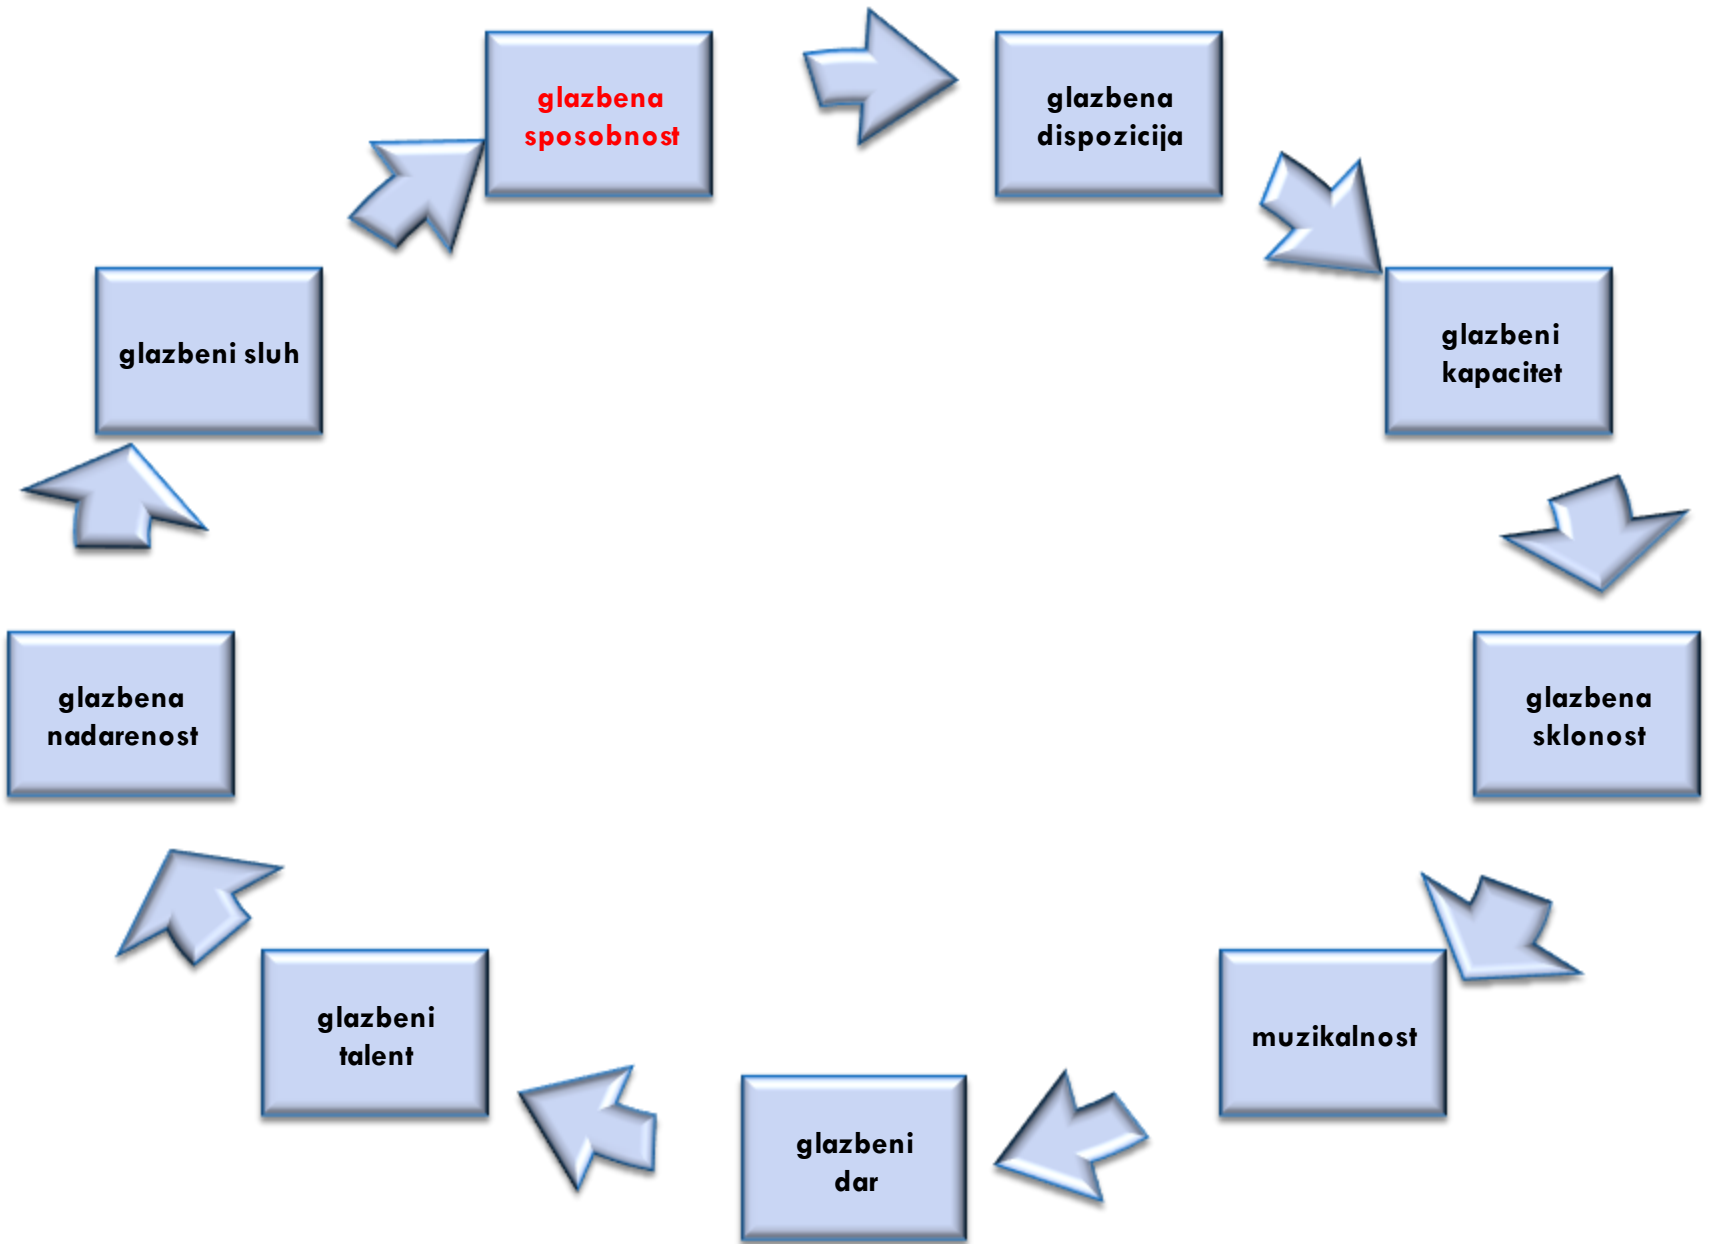 glazbena
sposobnost
glazbena
dispozicija
glazbeni
kapacitet
glazbena
sklonost
muzikalnost
glazbeni
dar
glazbeni
talent
glazbena
nadarenost
glazbeni sluh